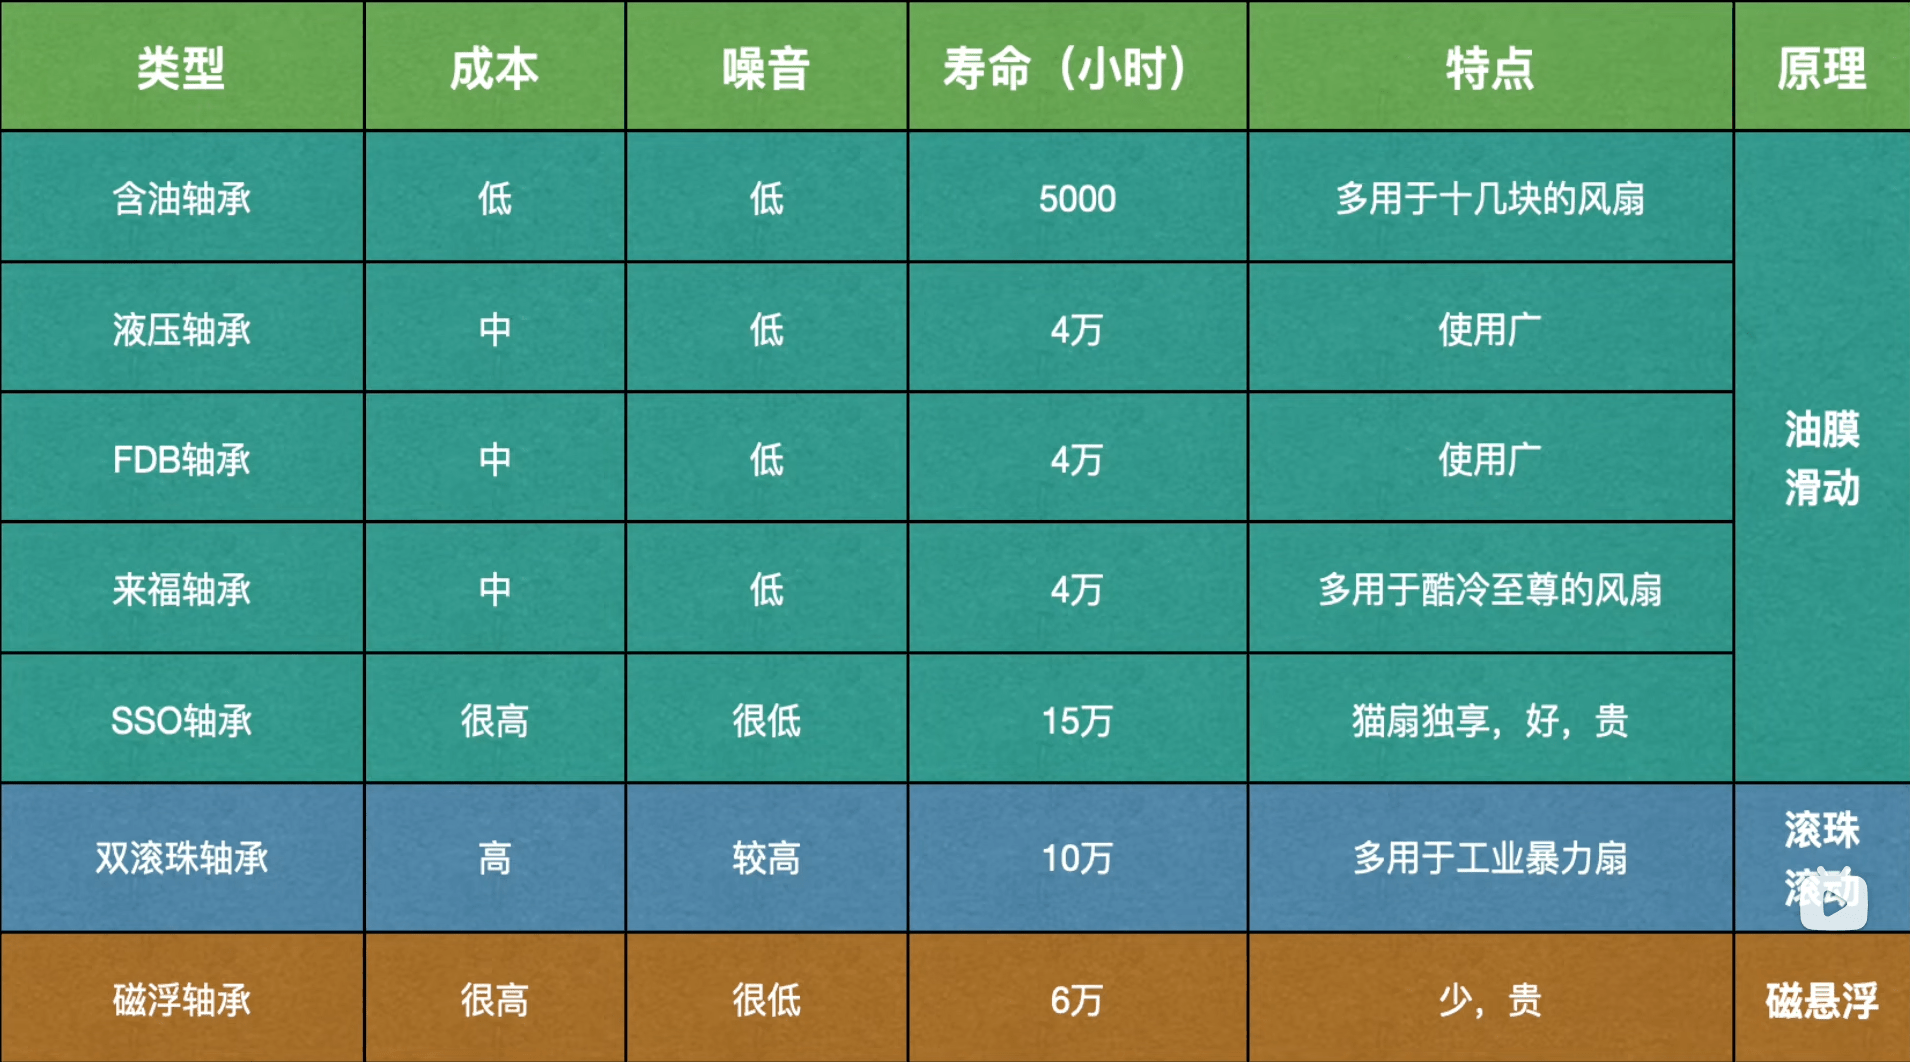 类型 成本 噪音 寿命（小时） 特点 原理
含油轴承 低 低 5000 多用于十几块的风扇
液压轴承 中 低 4万 使用广
FDB轴承 中 低 4万 使用广
油膜
滑动
来福轴承 中 低 4万 多用于酷冷至尊的风扇
SSO轴承 很高 很低 15万 猫扇独享，好，贵
双滚珠轴承 高 较高 10万 多用于工业暴力扇
滚珠
滚动
磁浮轴承 很高 很低 6万 少，贵 磁悬浮